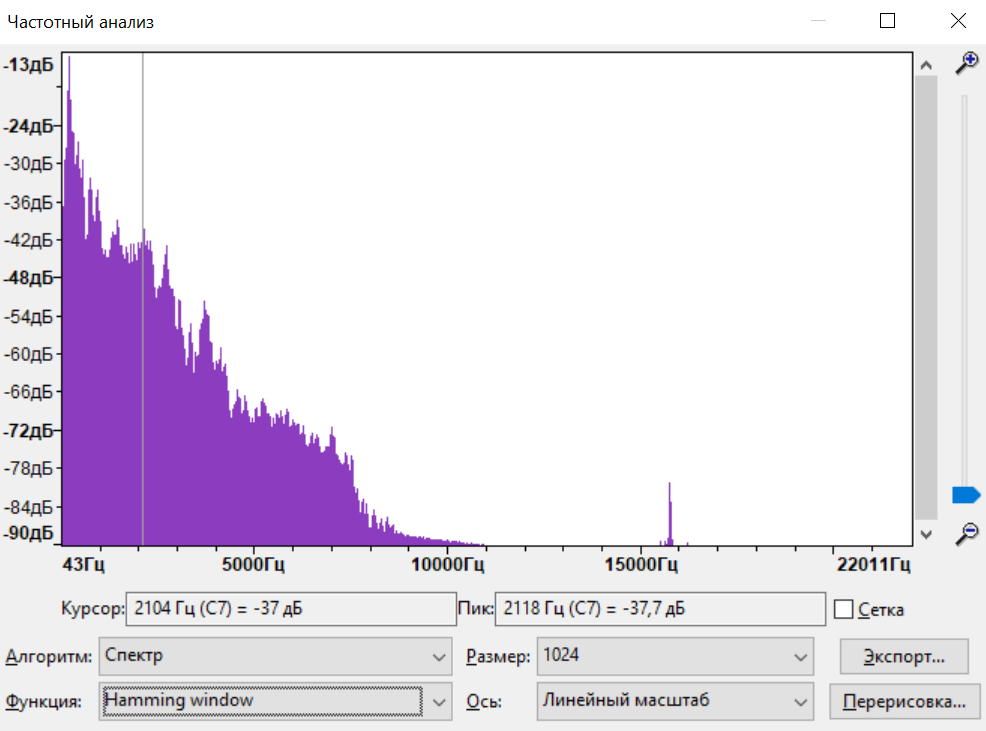 Частотный анализ
-13дБ
-24дБ
-30дБ
-36дБ
-42дБ
-48дБ
-54дБ
-60дБ
-66дБ
-72дБ
-78дБ
-84дБ
-90дБ
43Гц 5000Гц 10000Гц 15000Гц 22011Гц
Курсор: 2104 Гц (C7) = -37 дБ Пик: 2118 Гц (C7) = -37,7 дБ Сетка
Алгоритм: Спектр Размер: 1024 Экспорт...
Функция: Hamming window Ось: Линейный масштаб Перерисовка...